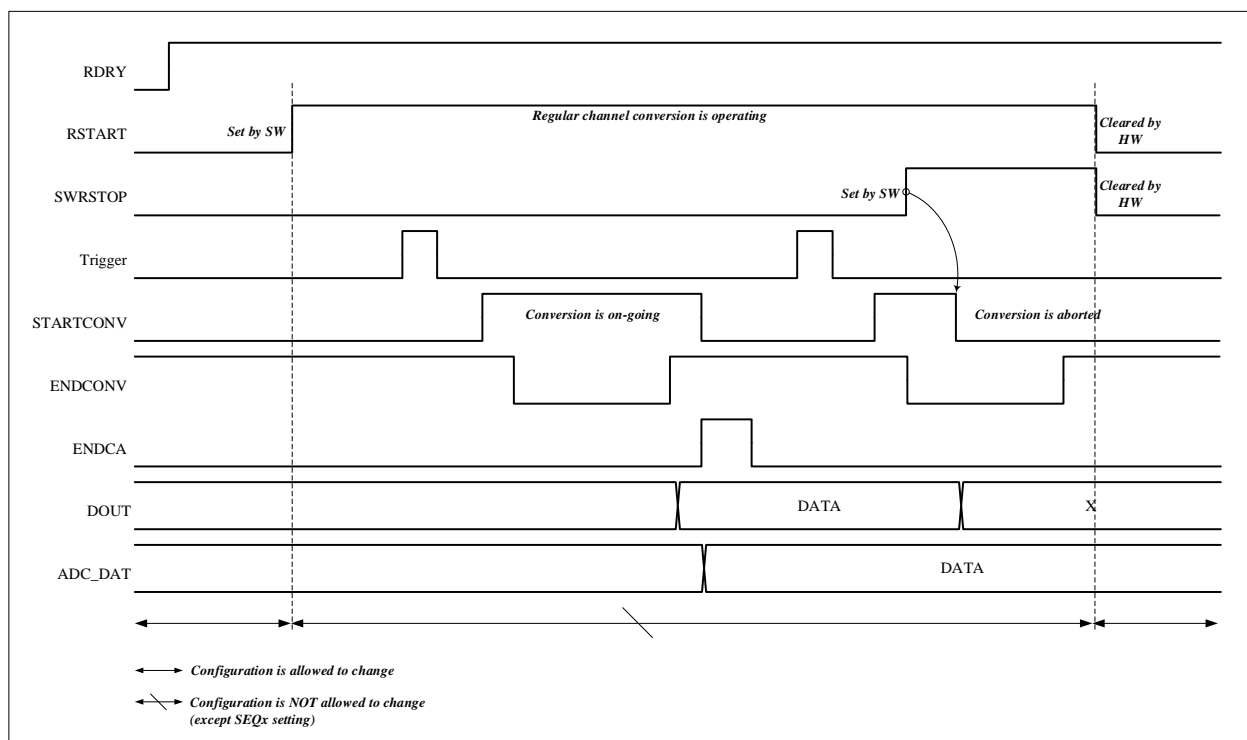 RDRY
RSTART
Set by SW
Regular channel conversion is operating
Cleared by
HW
SWRSTOP
Set by SW
Cleared by
HW
Trigger
STARTCONV
Conversion is on-going
Conversion is aborted
ENDCONV
ENDCA
DOUT
DATA
X
ADC_DAT
DATA
Configuration is allowed to change
Configuration is NOT allowed to change
(except SEQx setting)